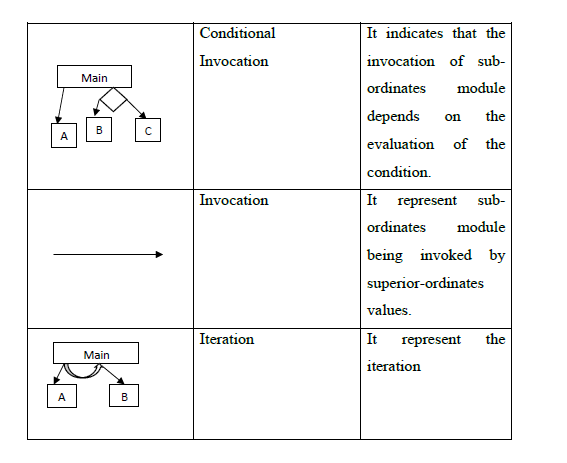 Main
A
B
C
Conditional
Invocation
It indicates that the
invocation of sub-
ordinates module
depends on the
evaluation of the
condition.
Invocation
It represent sub-
ordinates module
being invoked by
superior-ordinates
values.
Main
A
B
Iteration
It represent the
iteration